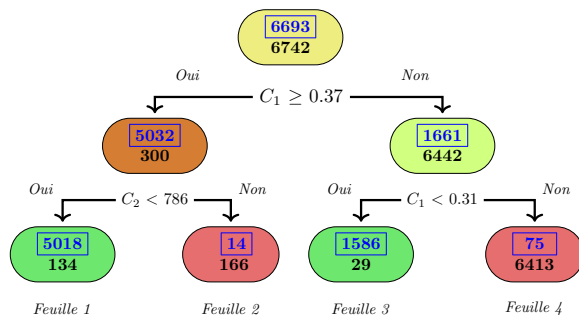 6693
6742
Oui
Non
C₁ ≥ 0.37
5032
300
1661
6442
Oui
Non
C₂ < 786
Oui
Non
C₁ < 0.31
5018
134
14
166
1586
29
75
6413
Feuille 1
Feuille 2
Feuille 3
Feuille 4